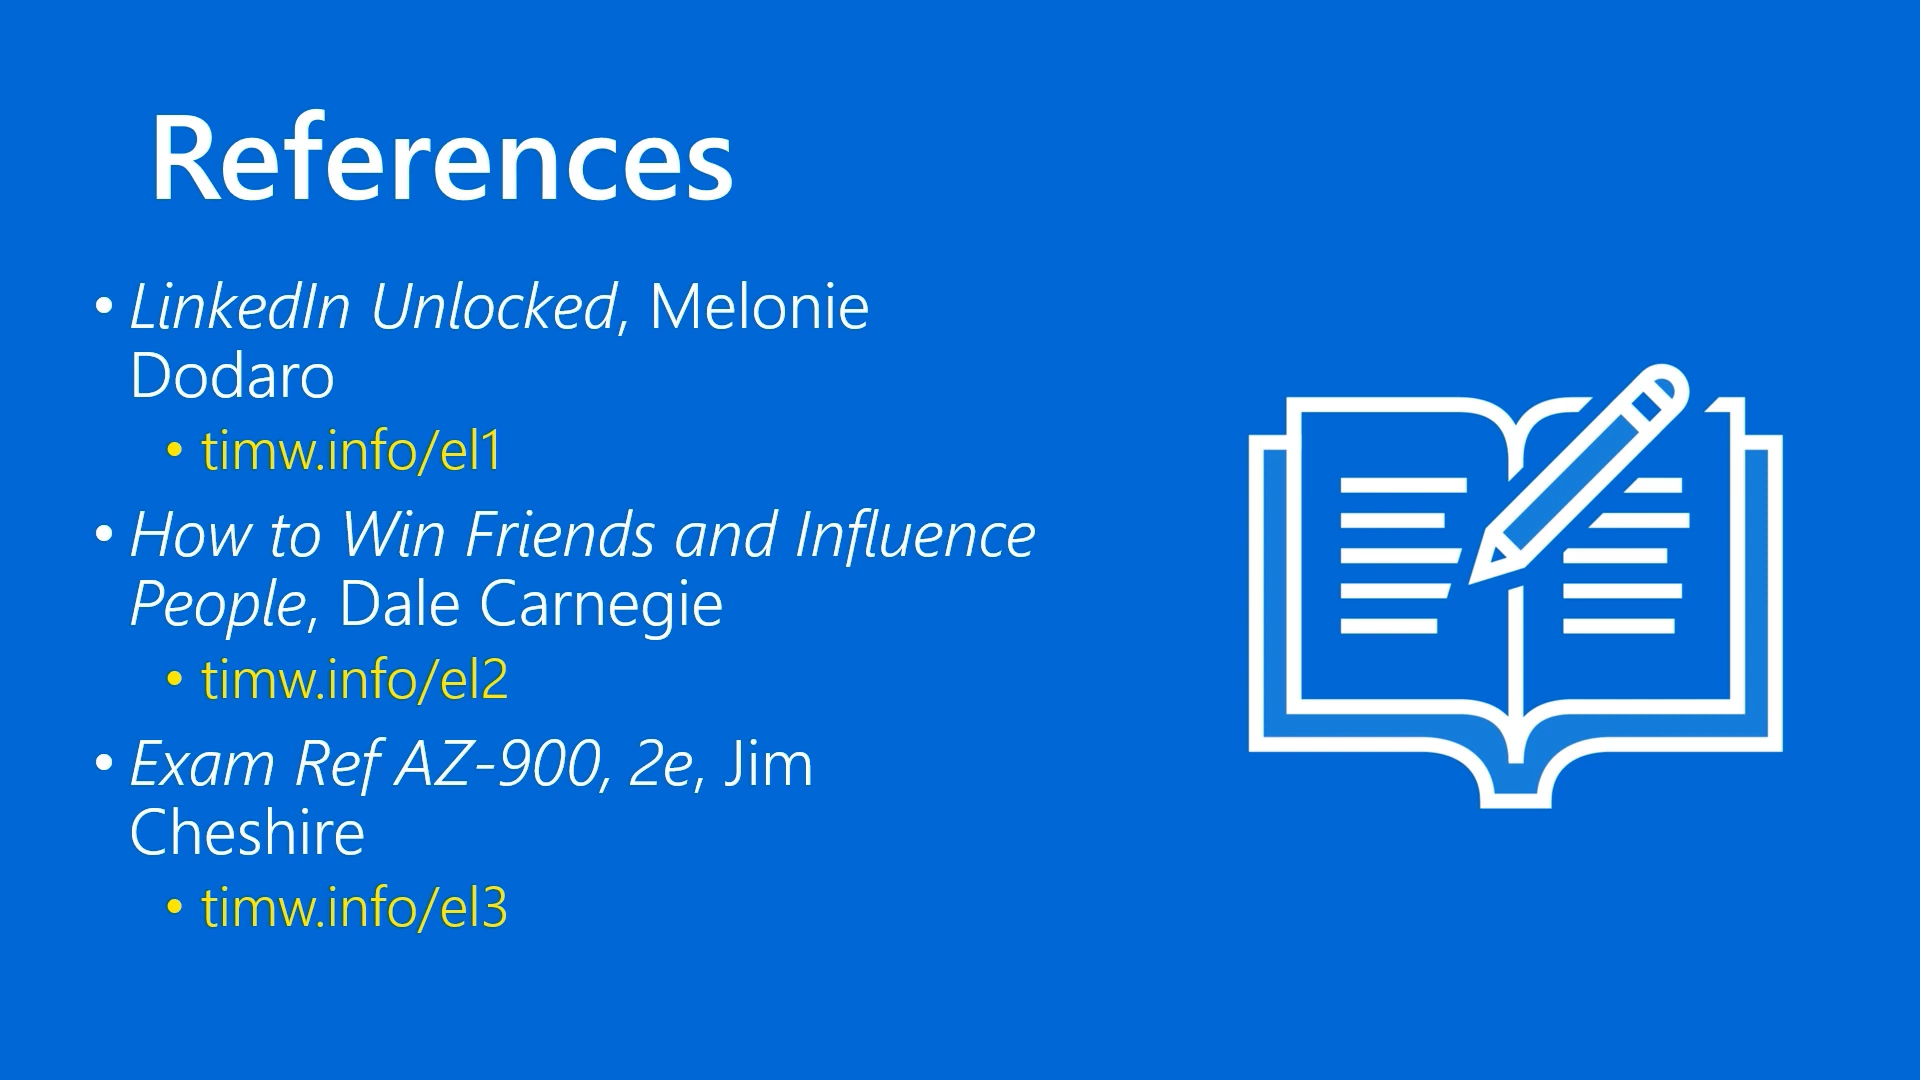 References
• LinkedIn Unlocked, Melonie
Dodaro
• timw.info/el1
• How to Win Friends and Influence
People, Dale Carnegie
• timw.info/el2
• Exam Ref AZ-900, 2e, Jim
Cheshire
• timw.info/el3